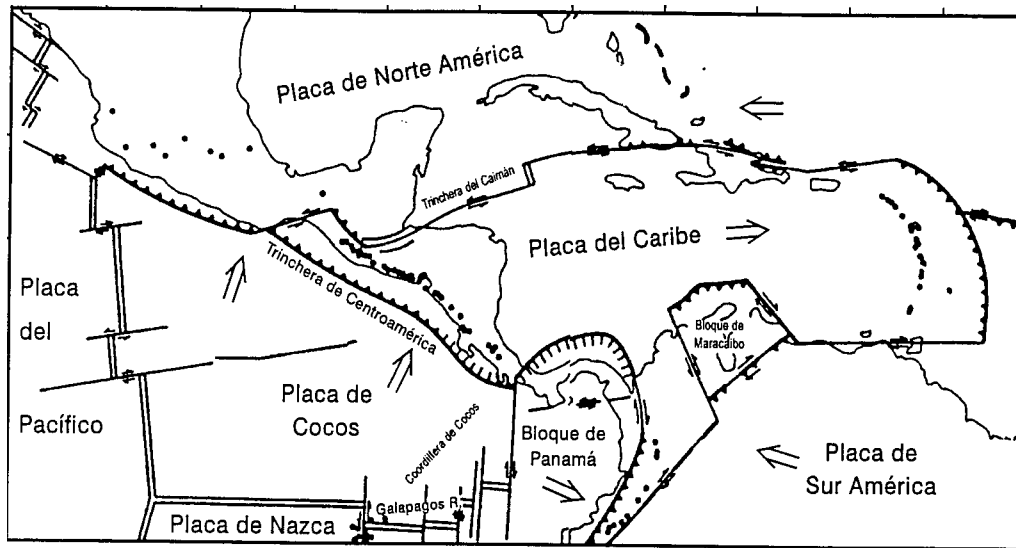 Placa de Norte América
Trinchera del Caimán
Placa del Caribe
Placa
del
Pacífico
Trinchera de Centroamérica
Bloque de
Maracaibo
Placa de
Cocos
Coordillera de Cocos
Bloque de
Panamá
Placa de
Sur América
Galapagos R.
Placa de Nazca